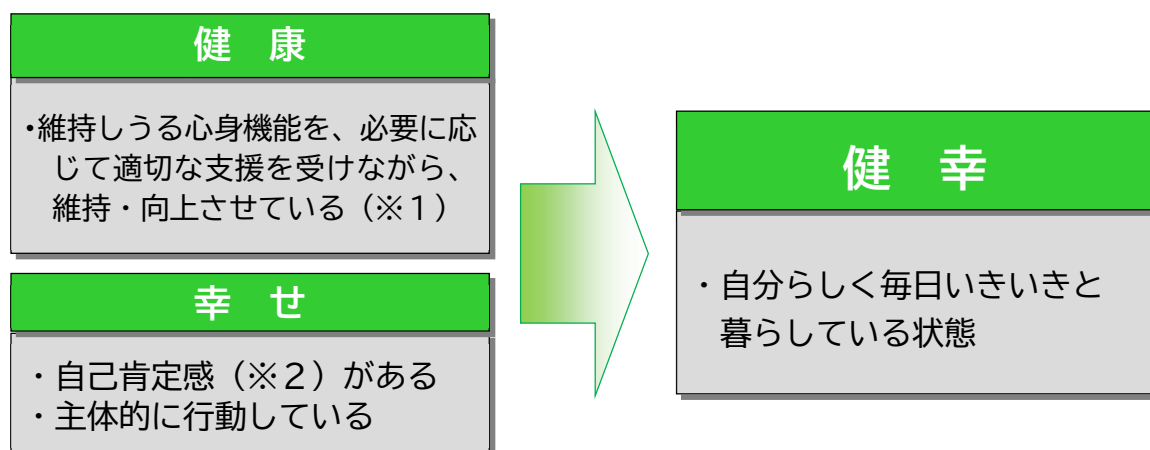 健　康
・維持しうる心身機能を、必要に応
じて適切な支援を受けながら、
維持・向上させている（※１）
幸　せ
・自己肯定感（※２）がある
・主体的に行動している
健　幸
・自分らしく毎日いきいきと
暮らしている状態